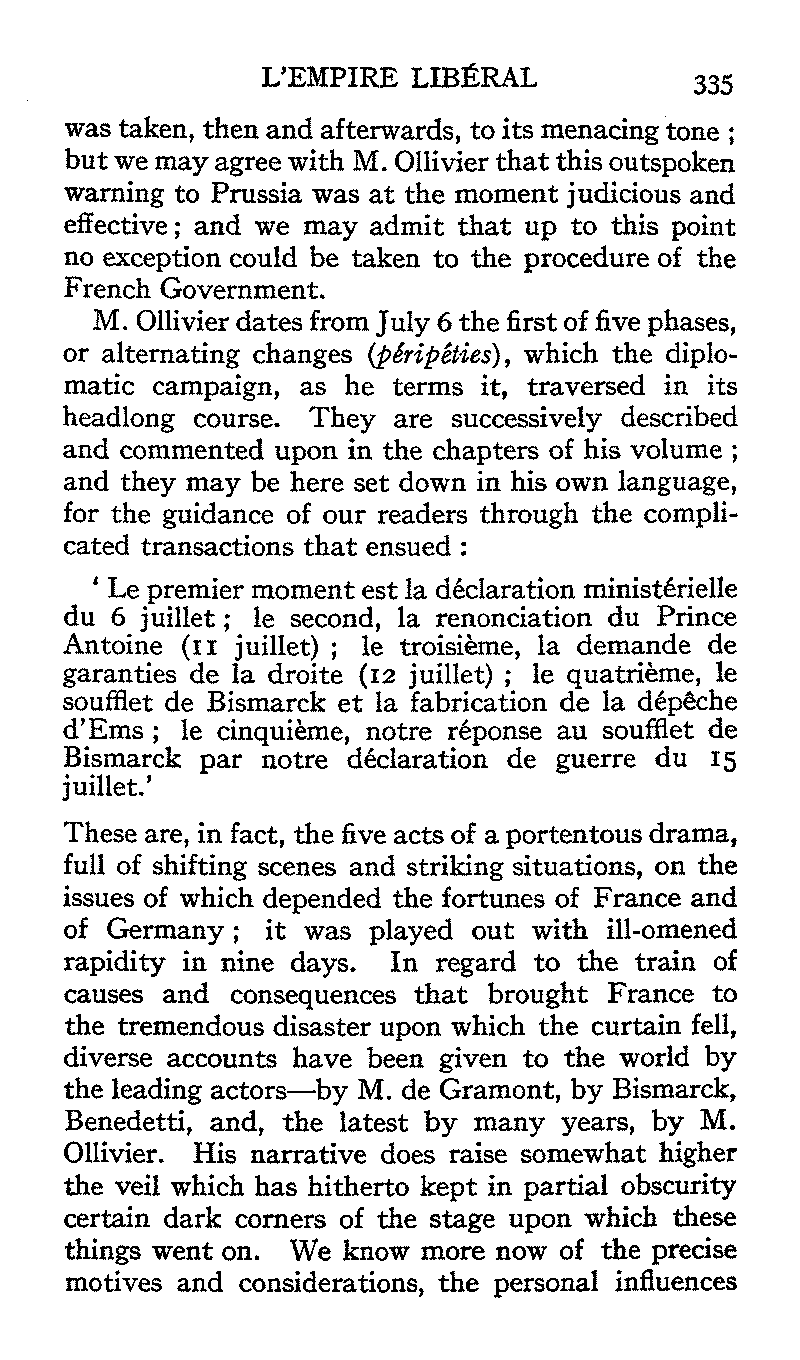 L'EMPIRE LIBÉRAL 335
was taken, then and afterwards, to its menacing tone ;
but we may agree with M. Ollivier that this outspoken
warning to Prussia was at the moment judicious and
effective ; and we may admit that up to this point
no exception could be taken to the procedure of the
French Government.
M. Ollivier dates from July 6 the first of five phases,
or alternating changes (péripéties), which the diplo-
matic campaign, as he terms it, traversed in its
headlong course. They are successively described
and commented upon in the chapters of his volume ;
and they may be here set down in his own language,
for the guidance of our readers through the compli-
cated transactions that ensued :
‘ Le premier moment est la déclaration ministérielle
du 6 juillet ; le second, la renonciation du Prince
Antoine (11 juillet) ; le troisième, la demande de
garanties de la droite (12 juillet) ; le quatrième, le
soufflet de Bismarck et la fabrication de la dépêche
d'Ems ; le cinquième, notre réponse au soufflet de
Bismarck par notre déclaration de guerre du 15
juillet.’
These are, in fact, the five acts of a portentous drama,
full of shifting scenes and striking situations, on the
issues of which depended the fortunes of France and
of Germany ; it was played out with ill-omened
rapidity in nine days. In regard to the train of
causes and consequences that brought France to
the tremendous disaster upon which the curtain fell,
diverse accounts have been given to the world by
the leading actors—by M. de Gramont, by Bismarck,
Benedetti, and, the latest by many years, by M.
Ollivier. His narrative does raise somewhat higher
the veil which has hitherto kept in partial obscurity
certain dark corners of the stage upon which these
things went on. We know more now of the precise
motives and considerations, the personal influences